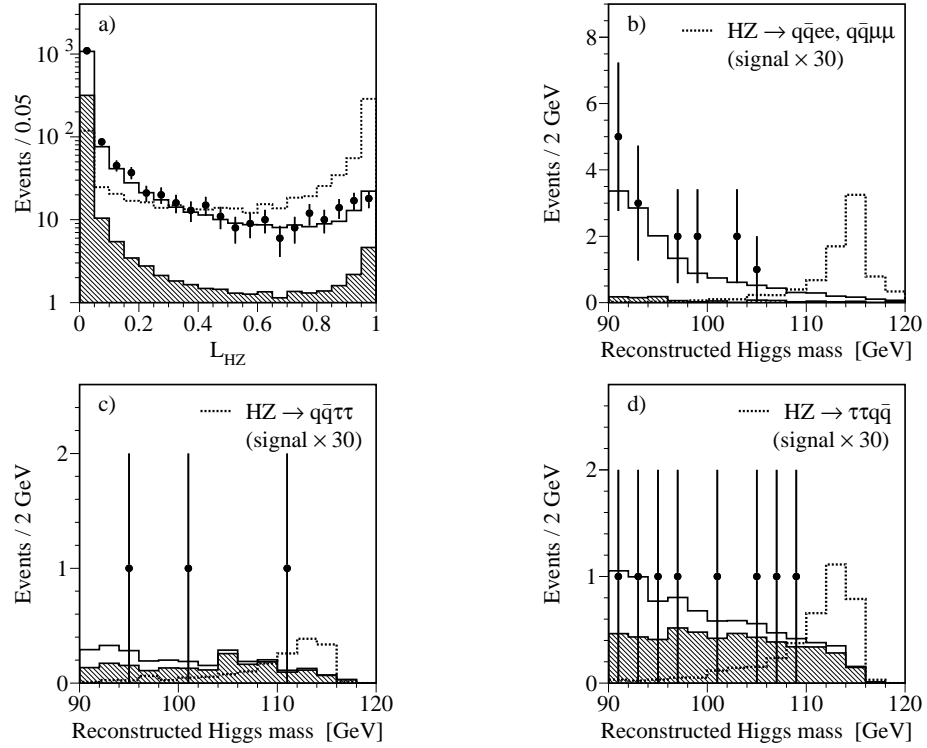 a)
Events / 0.05
10³
10²
10
1
0 0.2 0.4 0.6 0.8 1
L_HZ
b)
HZ → qq̄ee, qq̄μμ
(signal × 30)
Events / 2 GeV
8
6
4
2
0
90 100 110 120
Reconstructed Higgs mass [GeV]
c)
HZ → qq̄ττ
(signal × 30)
Events / 2 GeV
2
1
0
90 100 110 120
Reconstructed Higgs mass [GeV]
d)
HZ → ττqq̄
(signal × 30)
Events / 2 GeV
2
1
0
90 100 110 120
Reconstructed Higgs mass [GeV]